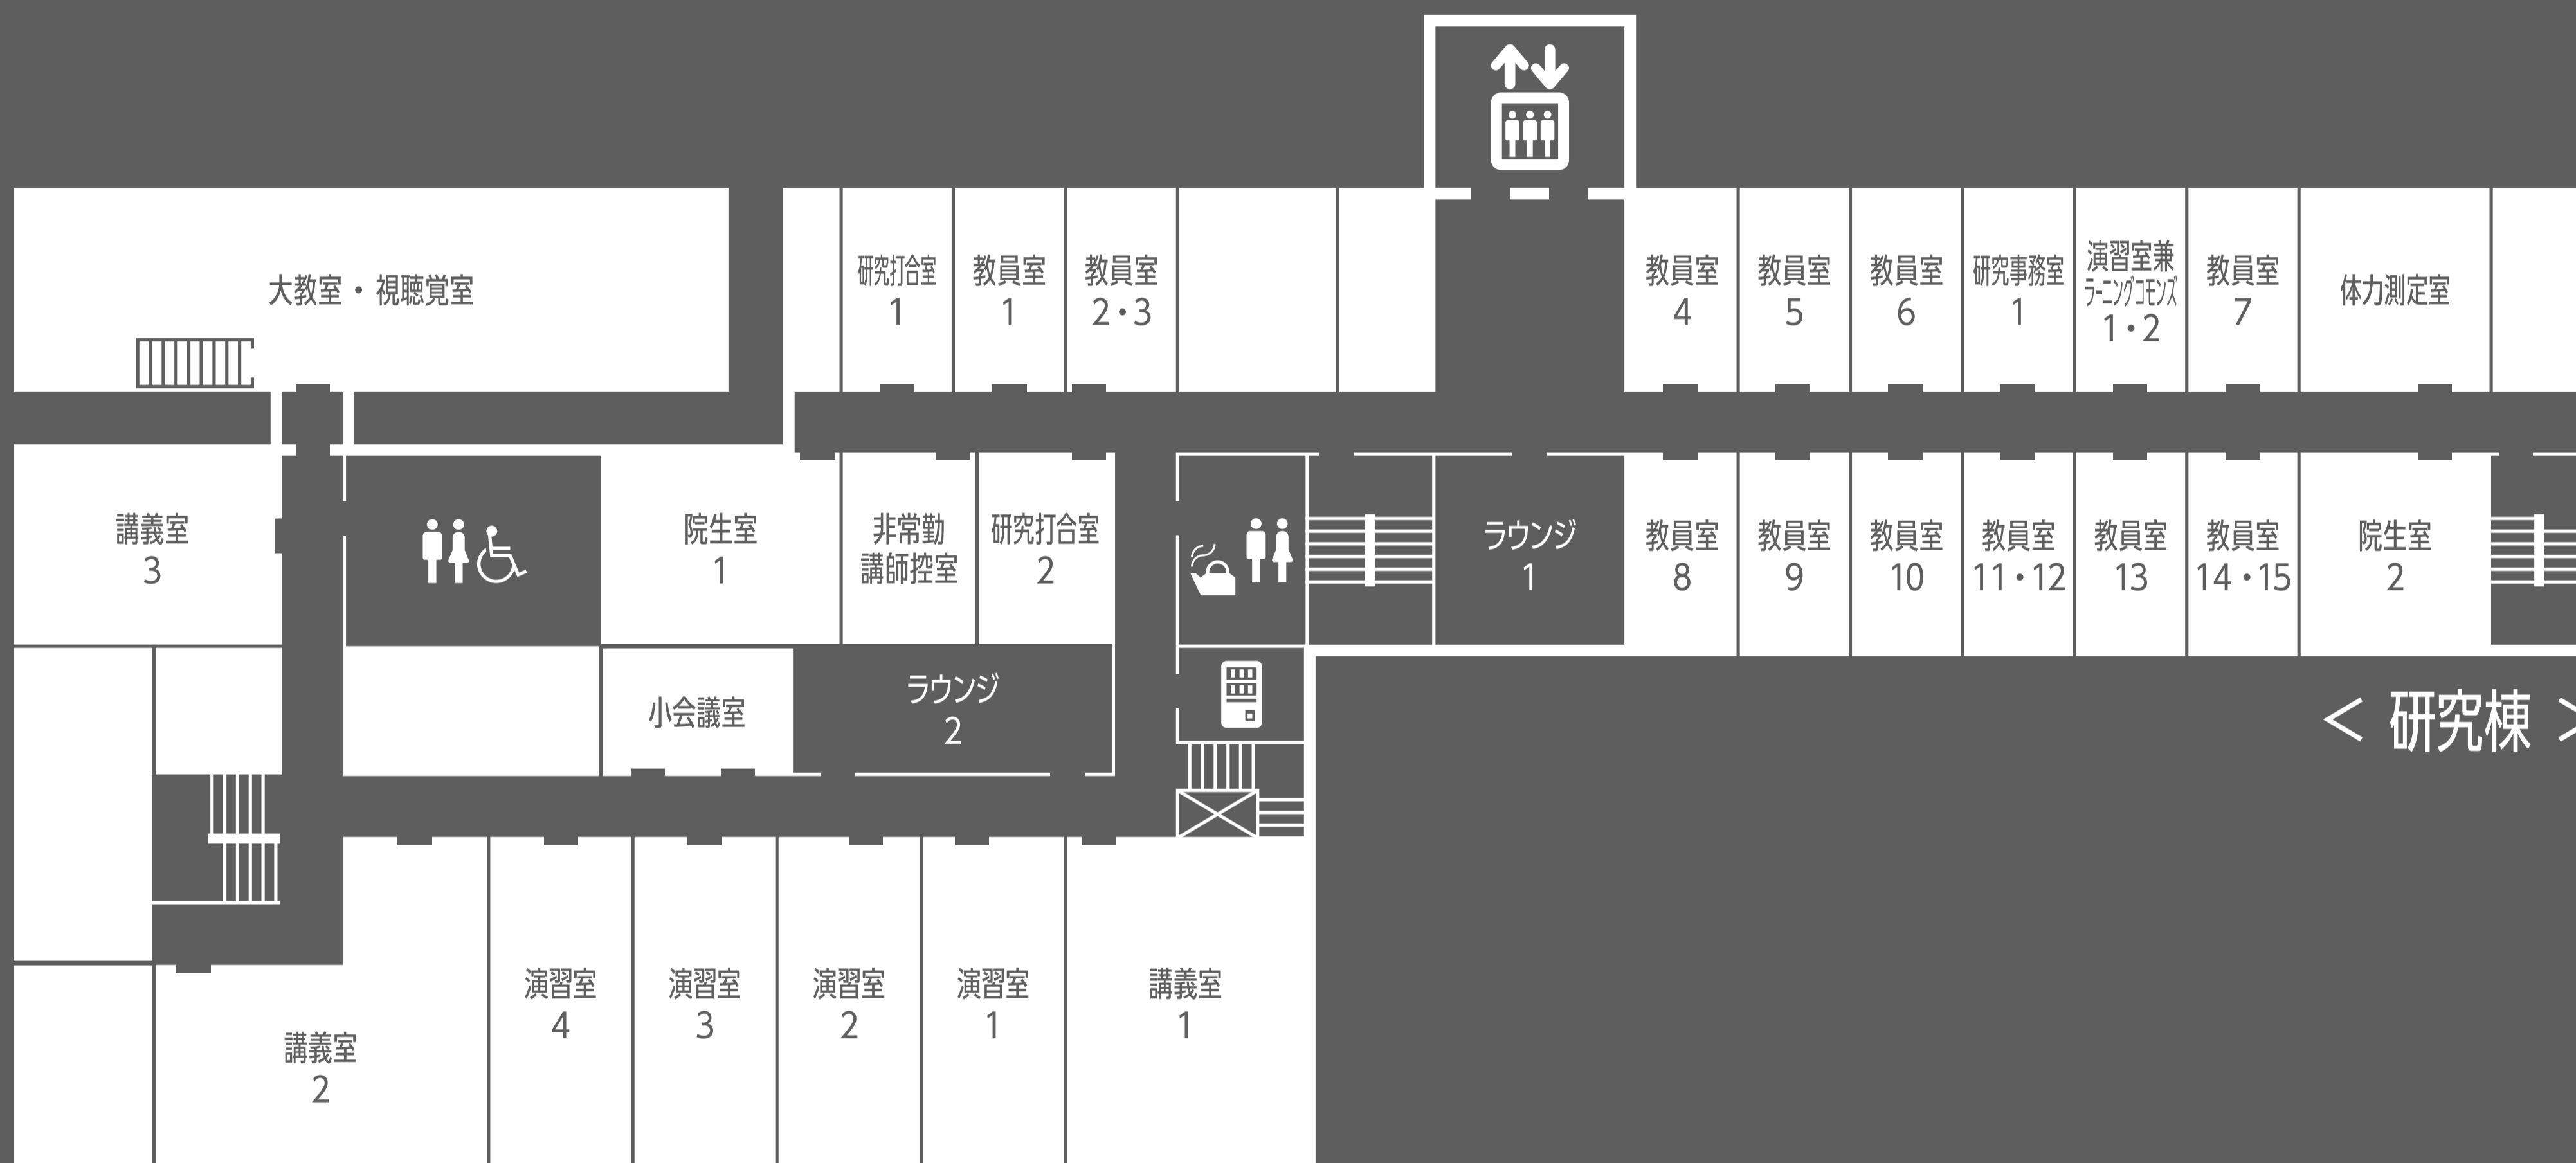 大教室・視聴覚室
研究打合室
1
教員室
1
教員室
2・3
教員室
4
教員室
5
教員室
6
研究事務室
1
演習室兼
ラーニングコモンズ
1・2
教員室
7
体力測定室
講義室
3
院生室
1
非常勤
講師控室
研究打合室
2
ラウンジ
1
教員室
8
教員室
9
教員室
10
教員室
11・12
教員室
13
教員室
14・15
院生室
2
小会議室
ラウンジ
2
＜ 研究棟 ＞
演習室
4
演習室
3
演習室
2
演習室
1
講義室
1
講義室
2